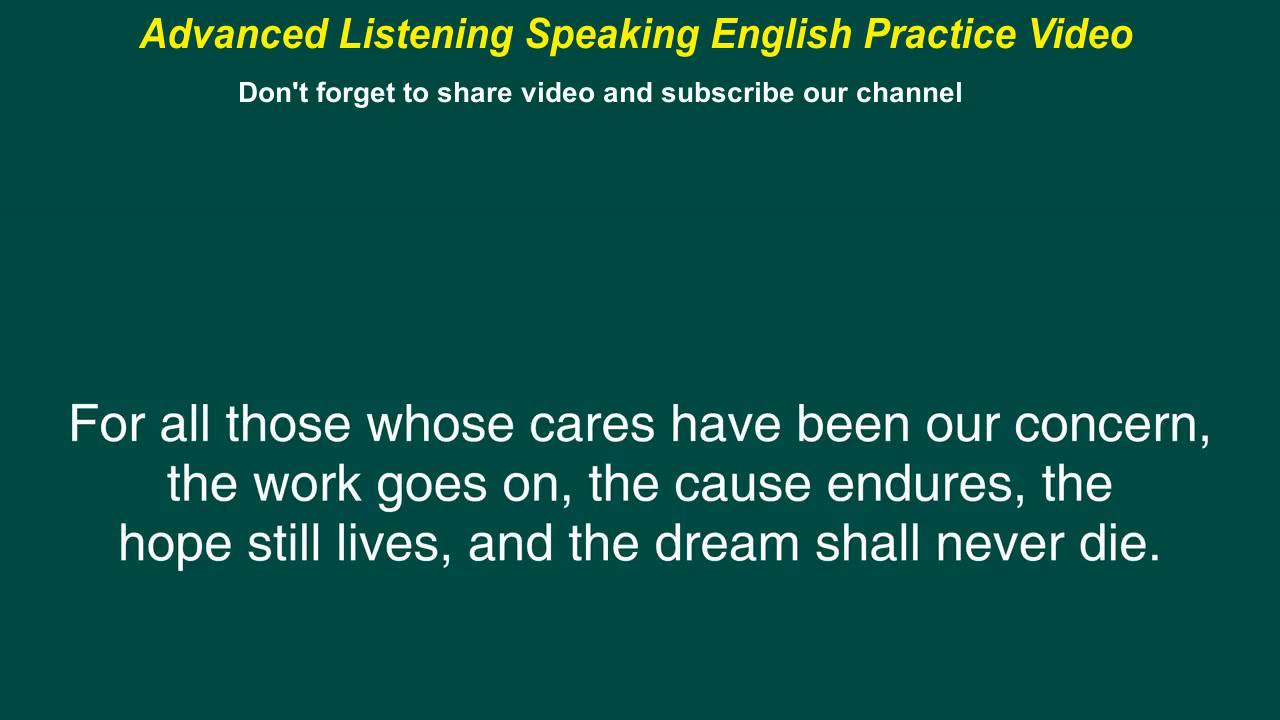 Advanced Listening Speaking English Practice Video
Don't forget to share video and subscribe our channel
For all those whose cares have been our concern,
the work goes on, the cause endures, the
hope still lives, and the dream shall never die.